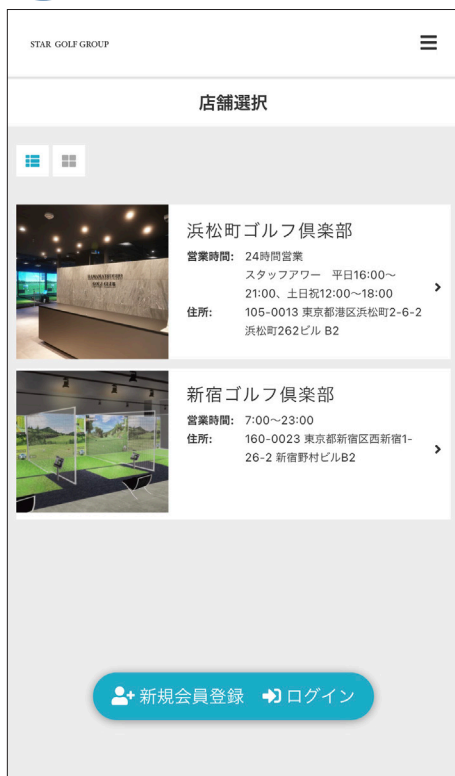 STAR GOLF GROUP
店舗選択
浜松町ゴルフ倶楽部
営業時間: 24時間営業
スタッフアワー 平日16:00〜
21:00、土日祝12:00〜18:00
住所: 105-0013 東京都港区浜松町2-6-2
浜松町262ビル B2
新宿ゴルフ倶楽部
営業時間: 7:00〜23:00
住所: 160-0023 東京都新宿区西新宿1-
26-2 新宿野村ビルB2
新規会員登録 ログイン